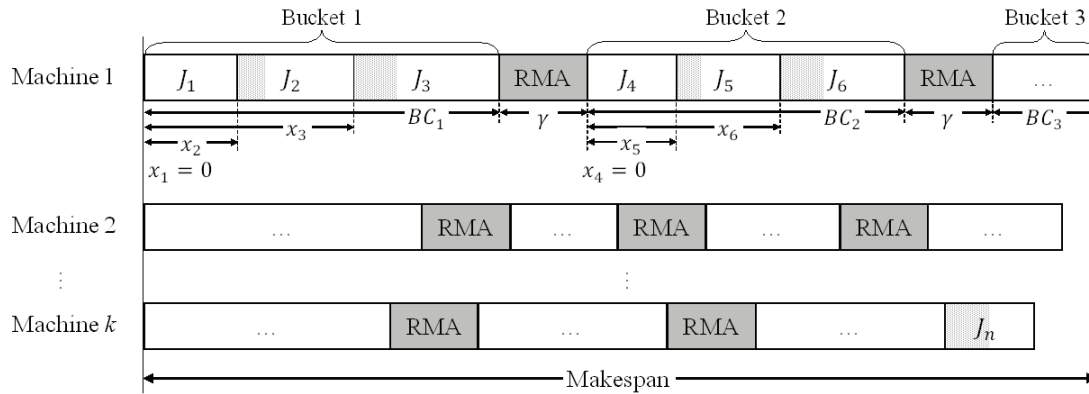 Bucket 1 Bucket 2 Bucket 3
Machine 1 J₁ J₂ J₃ RMA J₄ J₅ J₆ RMA ...
BC₁ γ BC₂ γ BC₃
x₃ x₆
x₂ x₅
x₁ = 0 x₄ = 0
Machine 2 ... RMA ... RMA ... RMA ...
⋮ ⋮
Machine k ... RMA ... RMA ... Jₙ
Makespan